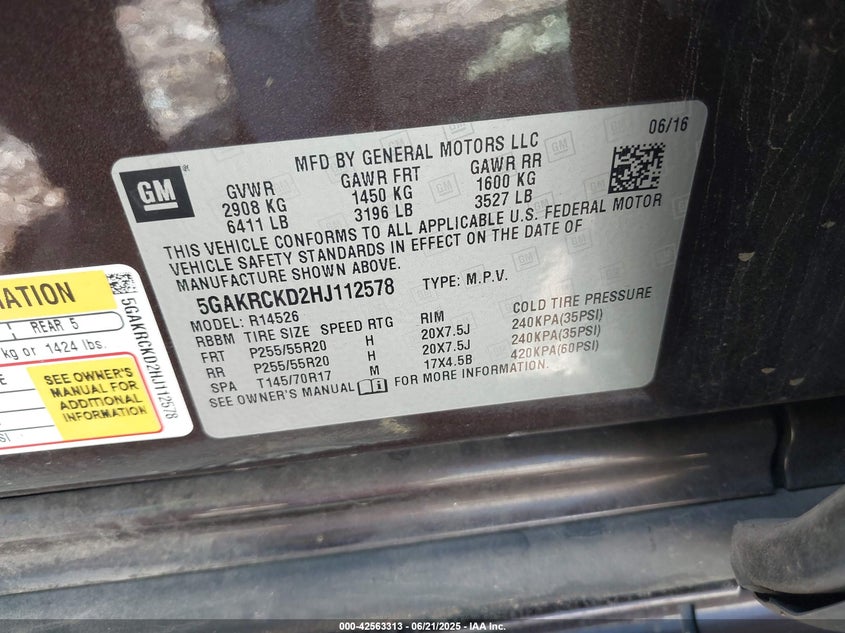 06/16
GM
MFD BY GENERAL MOTORS LLC
GVWR GAWR FRT GAWR RR
2908 KG 1450 KG 1600 KG
6411 LB 3196 LB 3527 LB
THIS VEHICLE CONFORMS TO ALL APPLICABLE U.S. FEDERAL MOTOR
VEHICLE SAFETY STANDARDS IN EFFECT ON THE DATE OF
MANUFACTURE SHOWN ABOVE.
5GAKRCKD2HJ112578 TYPE: M.P.V.
MODEL: R14526
RBBM TIRE SIZE SPEED RTG RIM COLD TIRE PRESSURE
FRT P255/55R20 H 20X7.5J 240KPA(35PSI)
RR P255/55R20 H 20X7.5J 240KPA(35PSI)
SPA T145/70R17 M 17X4.5B 420KPA(60PSI)
SEE OWNER'S MANUAL FOR MORE INFORMATION.
REAR 5
kg or 1424 lbs.
SEE OWNER'S
MANUAL FOR
ADDITIONAL
INFORMATION
5GAKRCKD2HJ112578
000-42563313 - 06/21/2025 - IAA Inc.